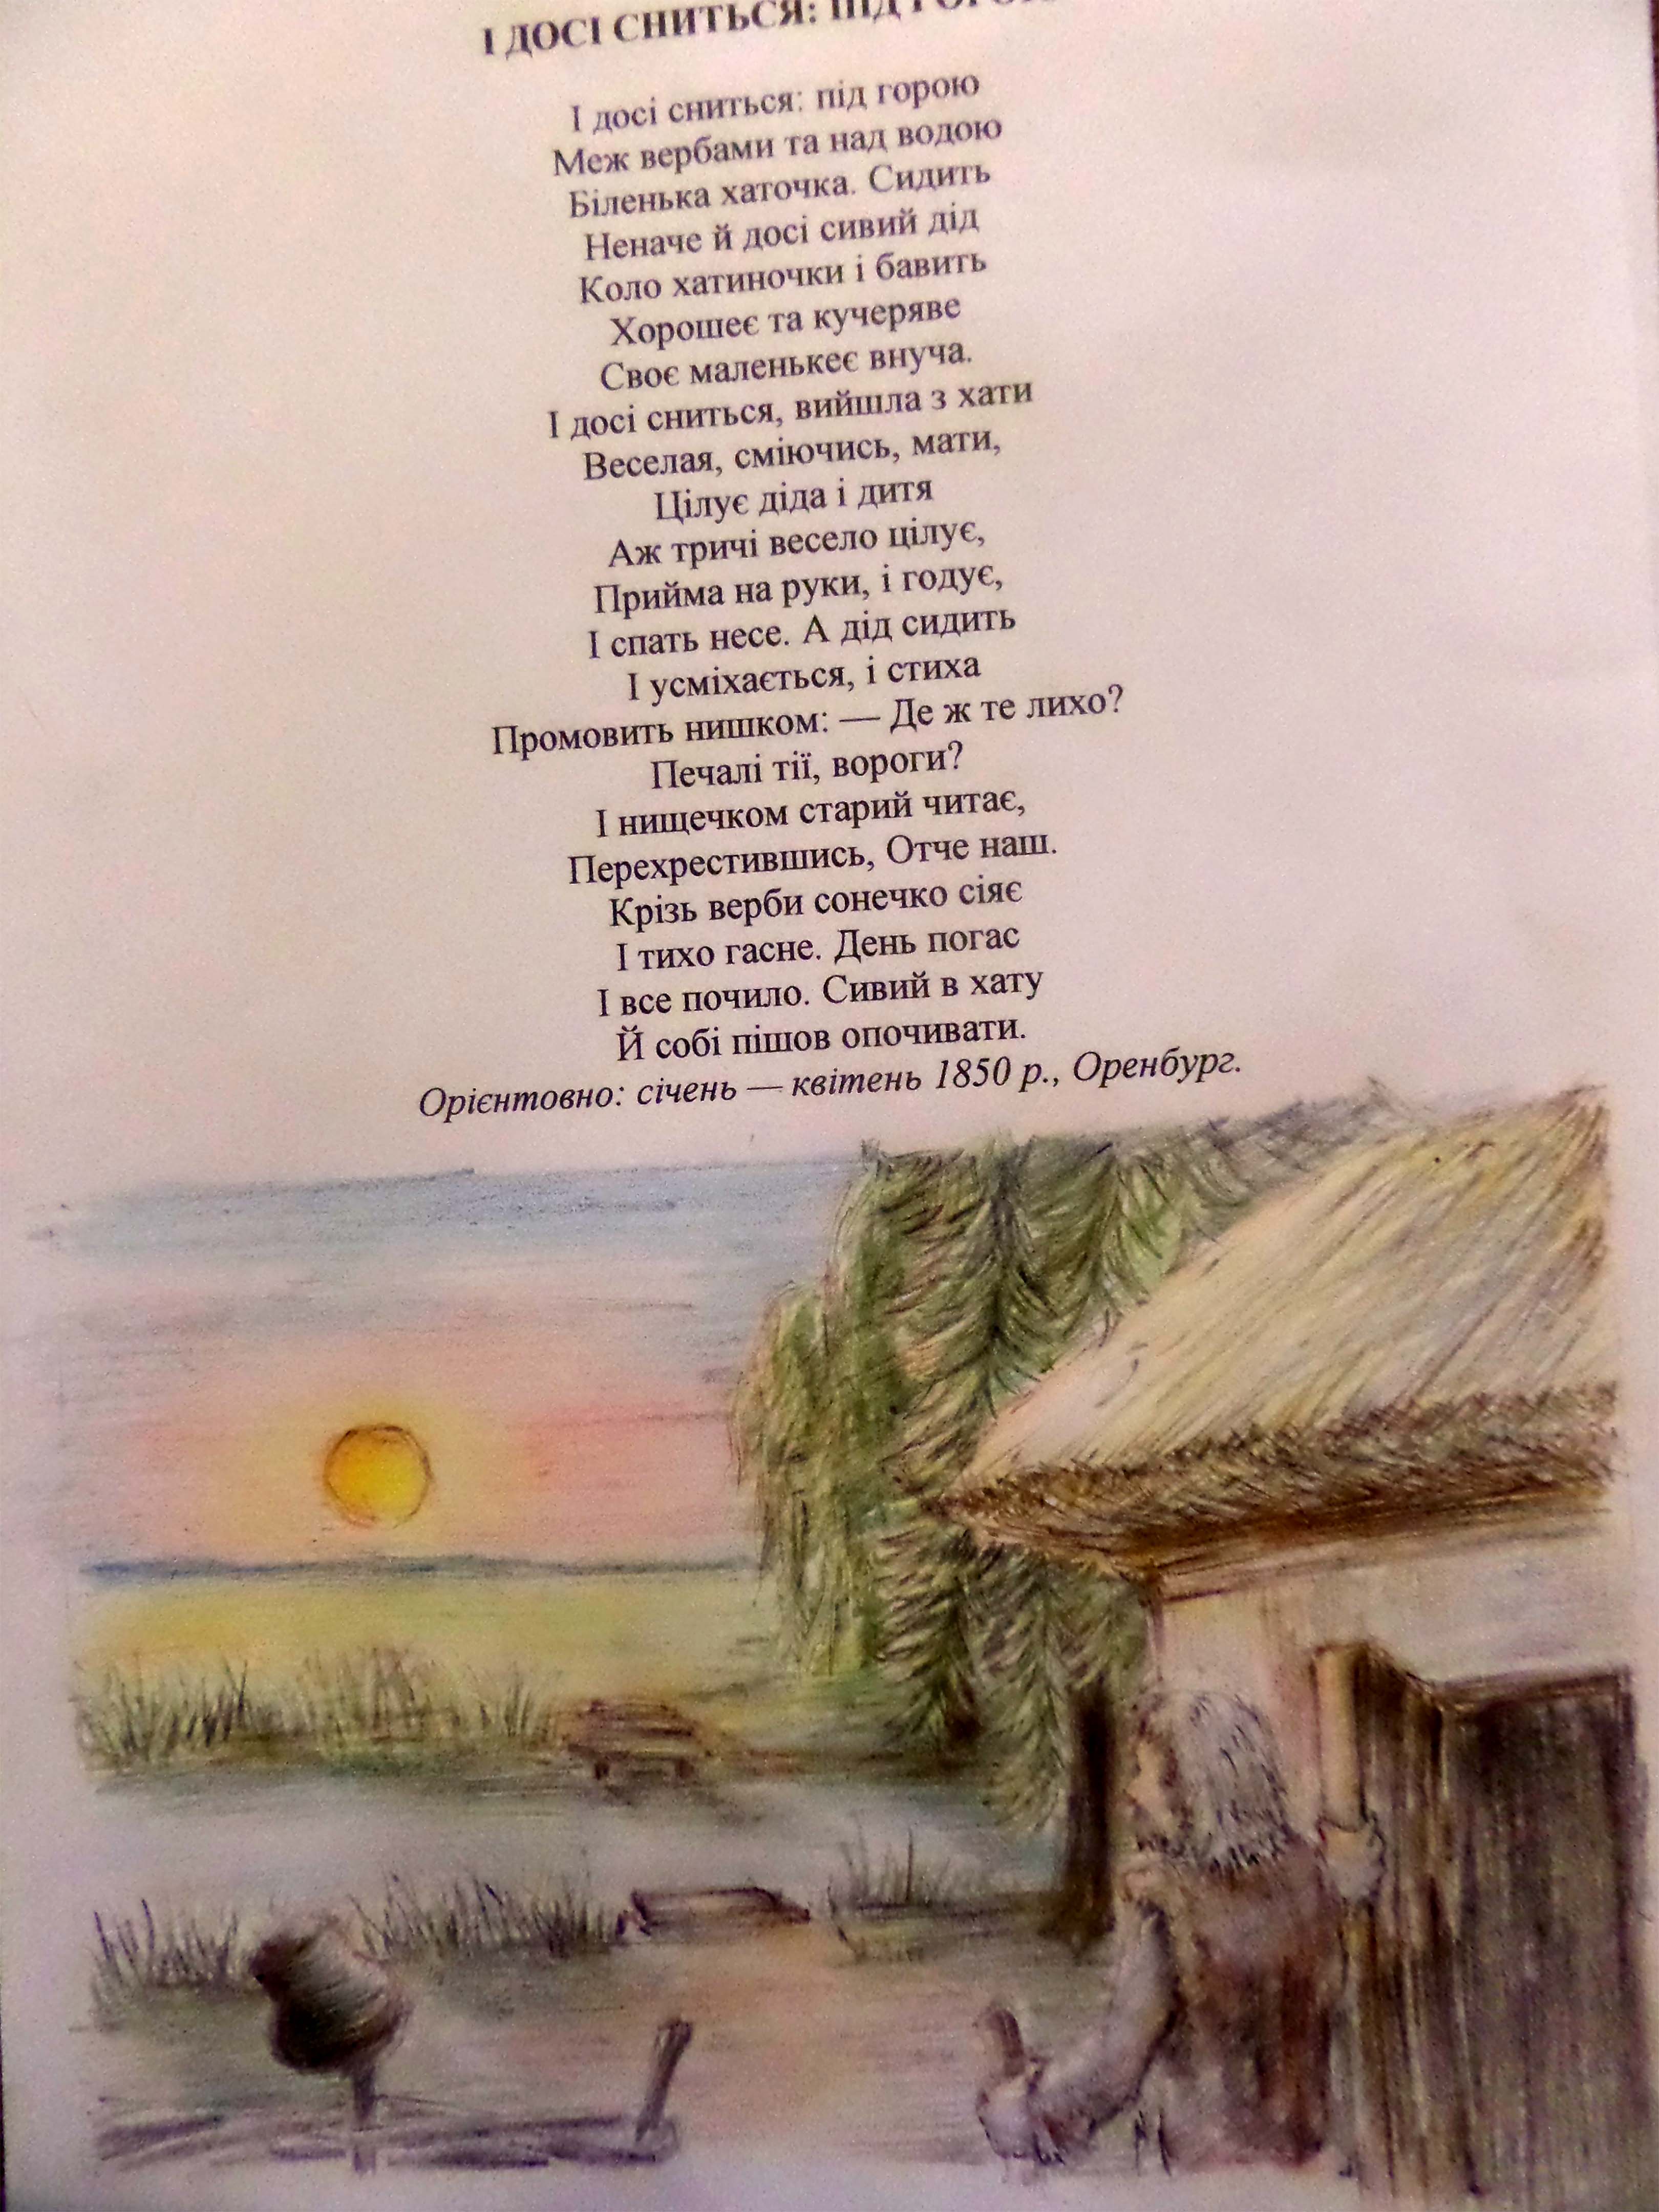 І ДОСІ СНИТЬСЯ: ПІД ГОРОЮ
І досі сниться: під горою
Меж вербами та над водою
Біленька хаточка. Сидить
Неначе й досі сивий дід
Коло хатиночки і бавить
Хорошеє та кучеряве
Своє маленькеє внуча.
І досі сниться, вийшла з хати
Веселая, сміючись, мати,
Цілує діда і дитя
Аж тричі весело цілує,
Прийма на руки, і годує,
І спать несе. А дід сидить
І усміхається, і стиха
Промовить нишком: — Де ж те лихо?
Печалі тії, вороги?
І нищечком старий читає,
Перехрестившись, Отче наш.
Крізь верби сонечко сіяє
І тихо гасне. День погас
І все почило. Сивий в хату
Й собі пішов опочивати.
Орієнтовно: січень — квітень 1850 р., Оренбург.